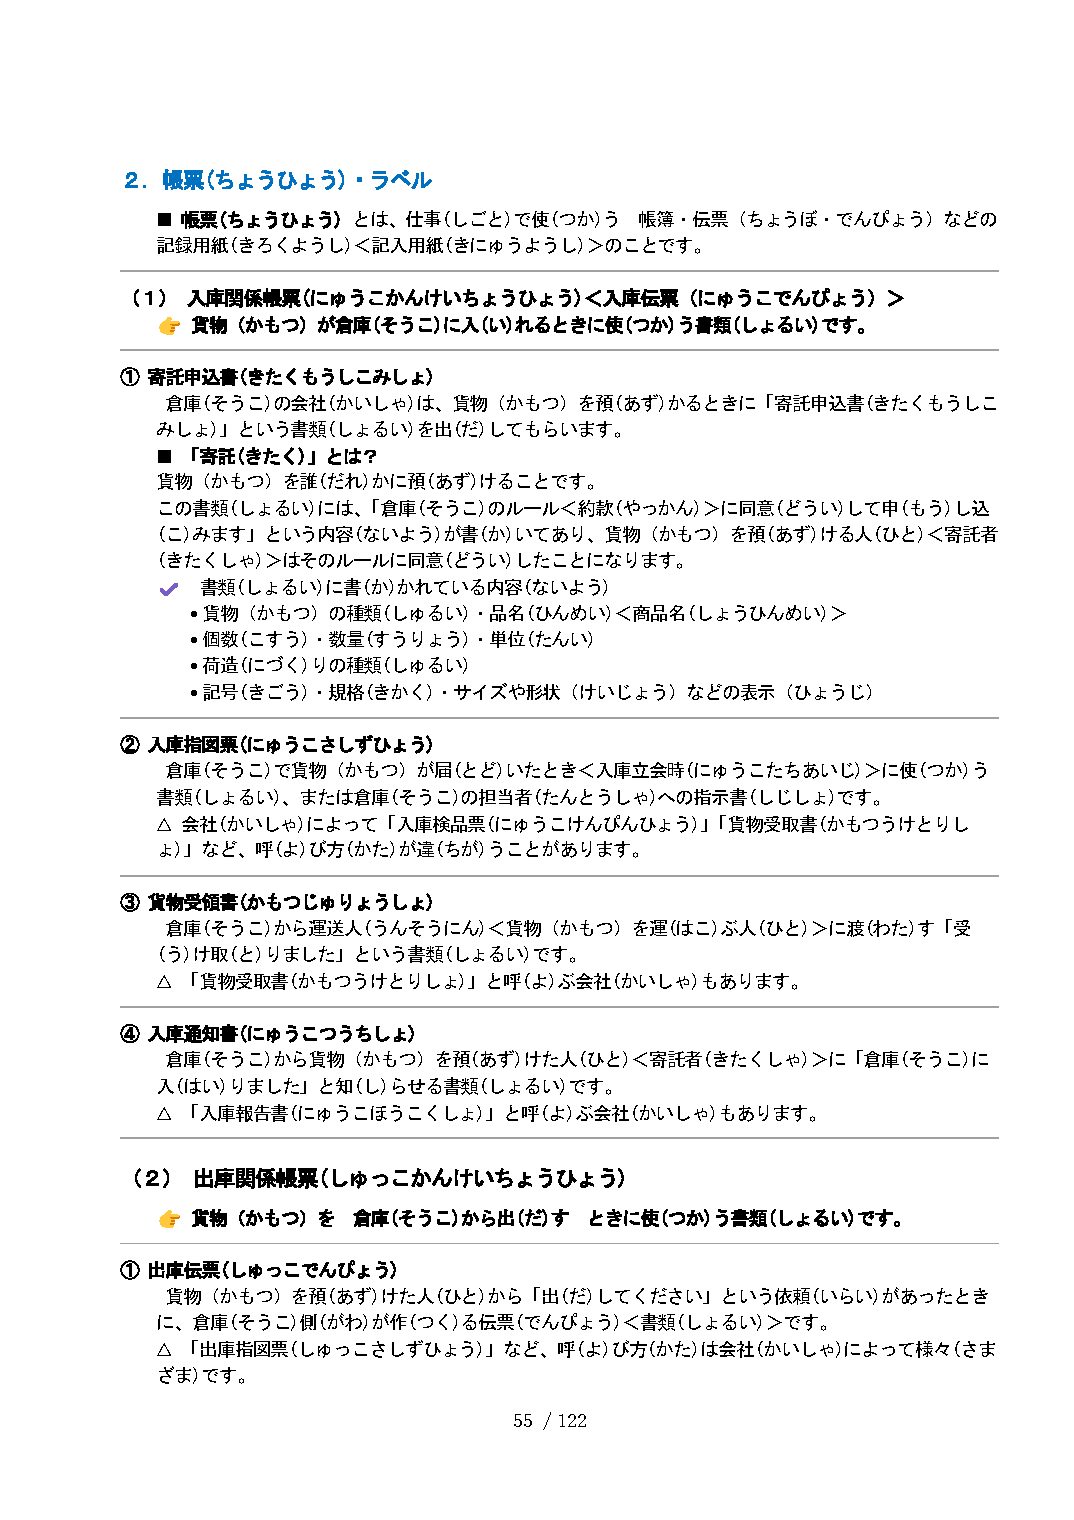 ２．帳票(ちょうひょう)・ラベル
■ 帳票(ちょうひょう) とは、仕事(しごと)で使(つか)う　帳簿・伝票（ちょうぼ・でんぴょう）などの
記録用紙(きろくようし)＜記入用紙(きにゅうようし)＞のことです。
（１） 入庫関係帳票(にゅうこかんけいちょうひょう)＜入庫伝票（にゅうこでんぴょう）＞
👉 貨物（かもつ）が倉庫(そうこ)に入(い)れるときに使(つか)う書類(しょるい)です。
① 寄託申込書(きたくもうしこみしょ)
倉庫(そうこ)の会社(かいしゃ)は、貨物（かもつ）を預(あず)かるときに「寄託申込書(きたくもうしこ
みしょ)」という書類(しょるい)を出(だ)してもらいます。
■ 「寄託(きたく)」とは？
貨物（かもつ）を誰(だれ)かに預(あず)けることです。
この書類(しょるい)には、「倉庫(そうこ)のルール＜約款(やっかん)＞に同意(どうい)して申(もう)し込
(こ)みます」という内容(ないよう)が書(か)いてあり、貨物（かもつ）を預(あず)ける人(ひと)＜寄託者
(きたくしゃ)＞はそのルールに同意(どうい)したことになります。
✔ 書類(しょるい)に書(か)かれている内容(ないよう)
•貨物（かもつ）の種類(しゅるい)・品名(ひんめい)＜商品名(しょうひんめい)＞
•個数(こすう)・数量(すうりょう)・単位(たんい)
•荷造(にづく)りの種類(しゅるい)
•記号(きごう)・規格(きかく)・サイズや形状（けいじょう）などの表示（ひょうじ）
② 入庫指図票(にゅうこさしずひょう)
倉庫(そうこ)で貨物（かもつ）が届(とど)いたとき＜入庫立会時(にゅうこたちあいじ)＞に使(つか)う
書類(しょるい)、または倉庫(そうこ)の担当者(たんとうしゃ)への指示書(しじしょ)です。
△ 会社(かいしゃ)によって「入庫検品票(にゅうこけんぴんひょう)」「貨物受取書(かもつうけとりし
ょ)」など、呼(よ)び方(かた)が違(ちが)うことがあります。
③ 貨物受領書(かもつじゅりょうしょ)
倉庫(そうこ)から運送人(うんそうにん)＜貨物（かもつ）を運(はこ)ぶ人(ひと)＞に渡(わた)す「受
(う)け取(と)りました」という書類(しょるい)です。
△ 「貨物受取書(かもつうけとりしょ)」と呼(よ)ぶ会社(かいしゃ)もあります。
④ 入庫通知書(にゅうこつうちしょ)
倉庫(そうこ)から貨物（かもつ）を預(あず)けた人(ひと)＜寄託者(きたくしゃ)＞に「倉庫(そうこ)に
入(はい)りました」と知(し)らせる書類(しょるい)です。
△ 「入庫報告書(にゅうこほうこくしょ)」と呼(よ)ぶ会社(かいしゃ)もあります。
（２） 出庫関係帳票(しゅっこかんけいちょうひょう)
👉 貨物（かもつ）を　倉庫(そうこ)から出(だ)す　ときに使(つか)う書類(しょるい)です。
① 出庫伝票(しゅっこでんぴょう)
貨物（かもつ）を預(あず)けた人(ひと)から「出(だ)してください」という依頼(いらい)があったとき
に、倉庫(そうこ)側(がわ)が作(つく)る伝票(でんぴょう)＜書類(しょるい)＞です。
△ 「出庫指図票(しゅっこさしずひょう)」など、呼(よ)び方(かた)は会社(かいしゃ)によって様々(さま
ざま)です。
55 / 122